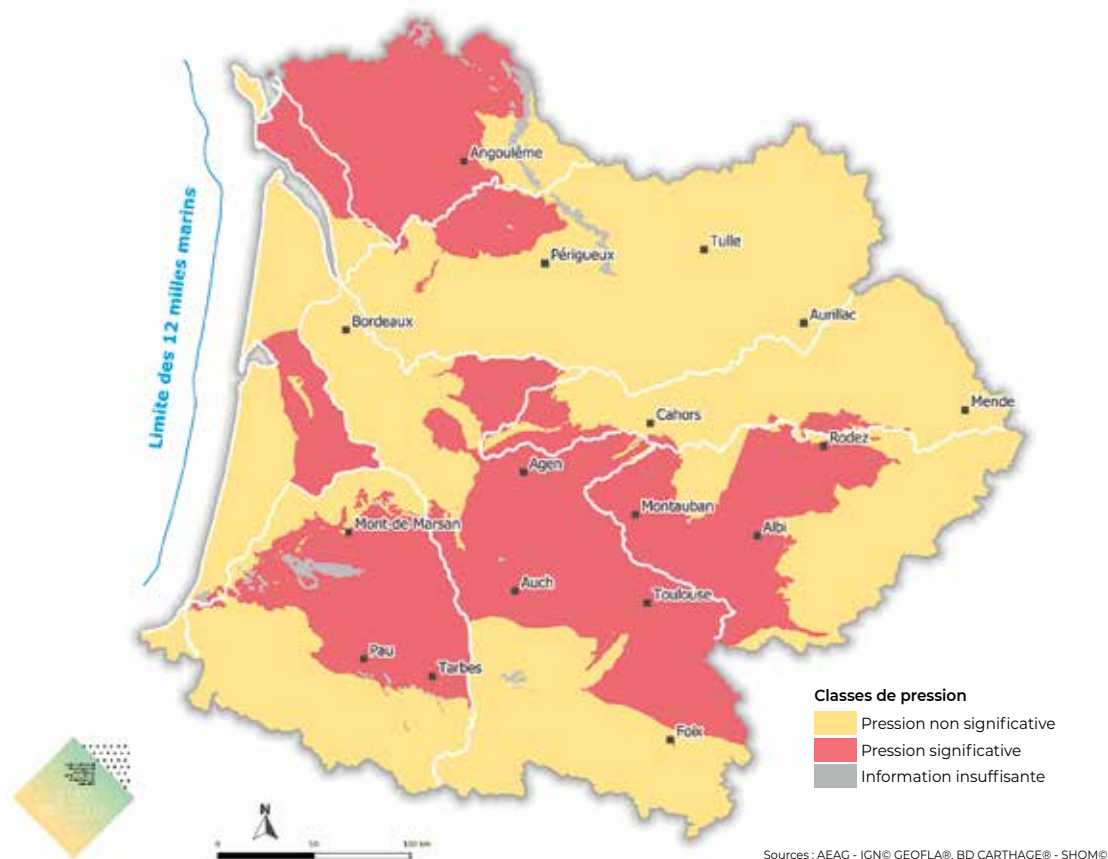 Angoulême
Périgueux
Tulle
Limite des 12 milles marins
Bordeaux
Aurillac
Mende
Cahors
Rodez
Agen
Montauban
Mont-de-Marsan
Albi
Auch
Toulouse
Pau
Tarbes
Foix
Classes de pression
Pression non significative
Pression significative
Information insuffisante
N
0 50 100 km
Sources : AEAG - IGN© GEOFLA®, BD CARTHAGE® - SHOM©